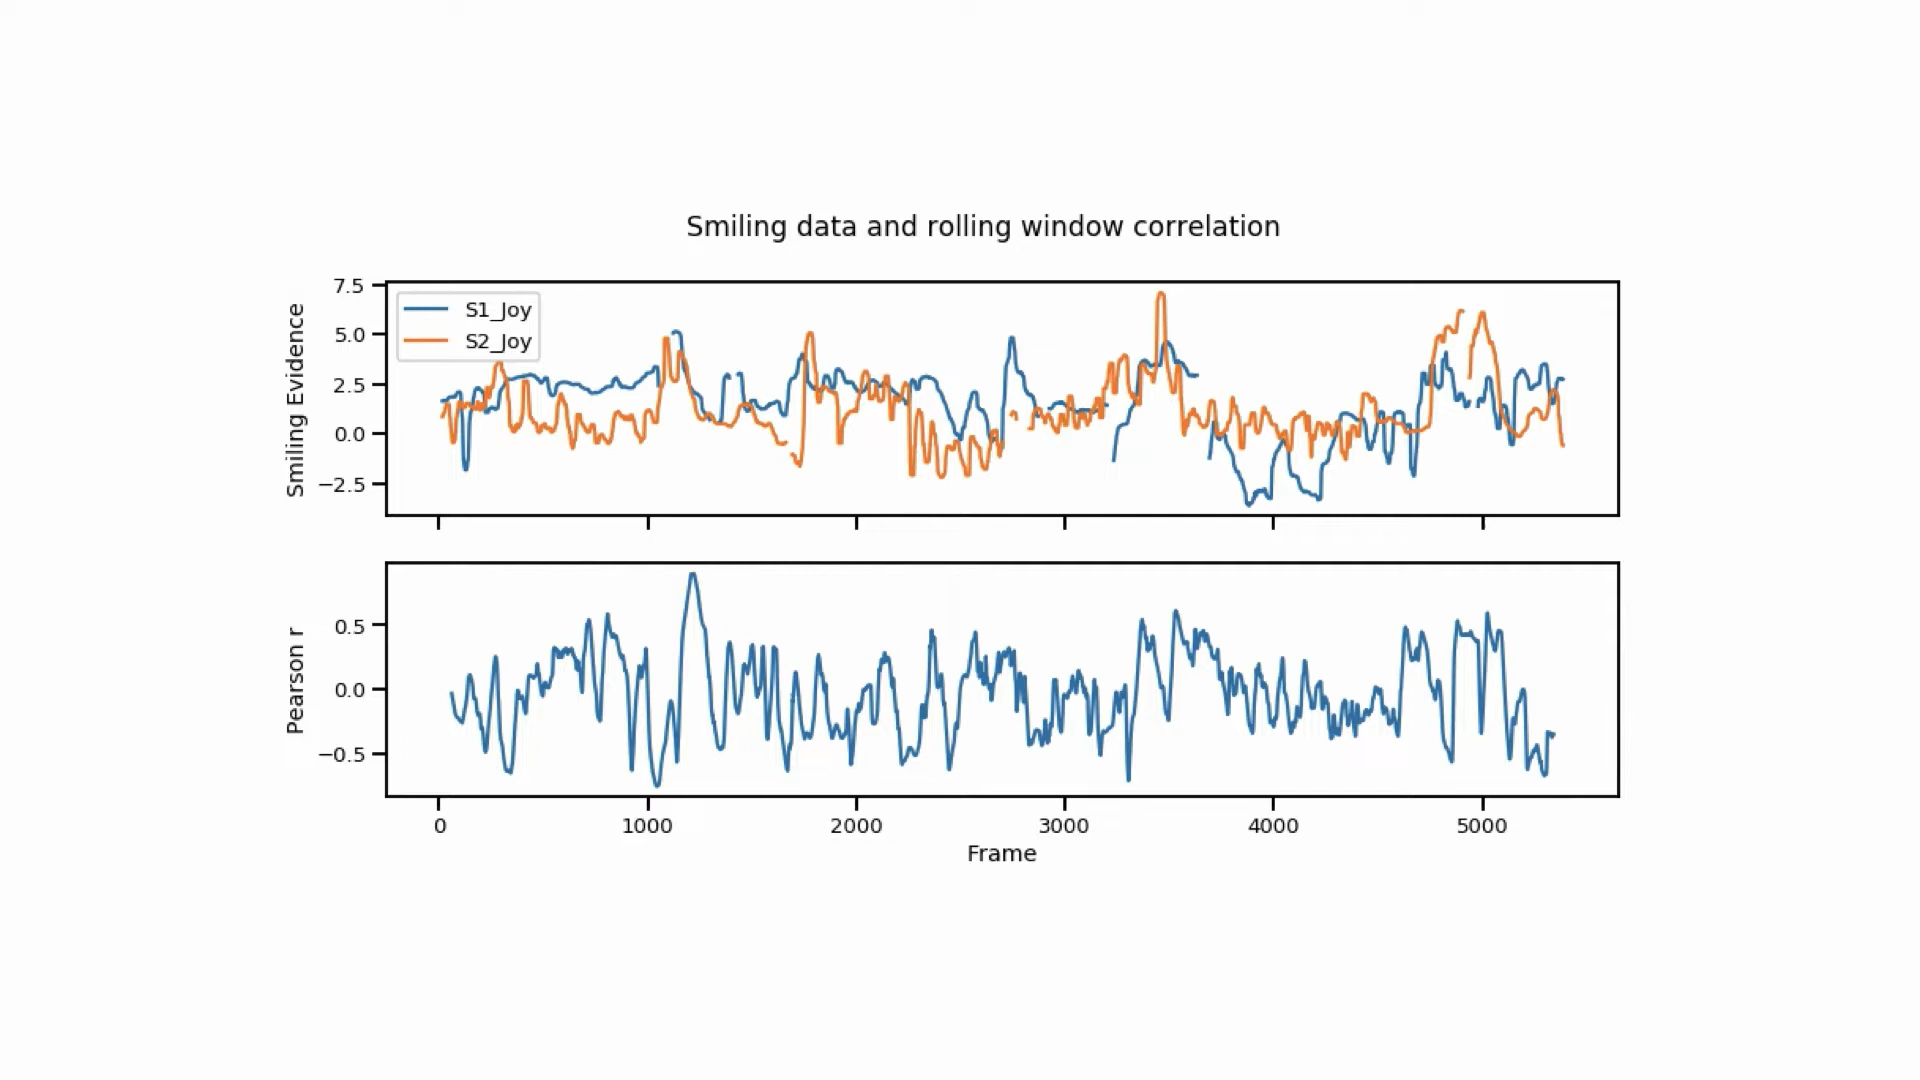 Smiling data and rolling window correlation
Smiling Evidence
7.5
5.0
2.5
0.0
−2.5
S1_Joy
S2_Joy
Pearson r
0.5
0.0
−0.5
0 1000 2000 3000 4000 5000
Frame